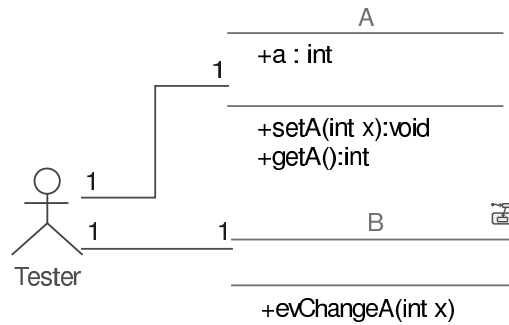 A
+a : int
1
+setA(int x):void
+getA():int
1
1
1
B
Tester
+evChangeA(int x)